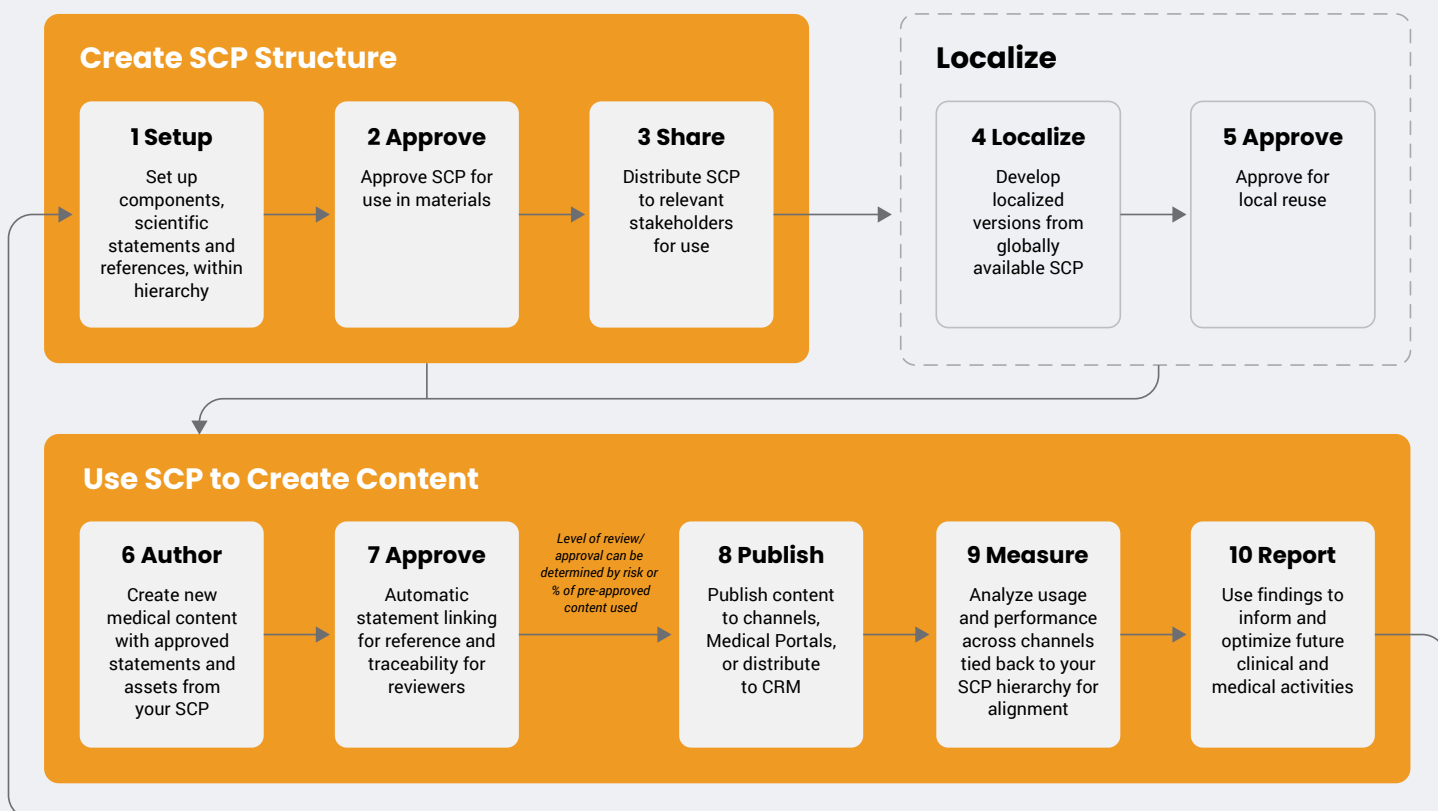 Create SCP Structure
1 Setup
Set up
components,
scientific
statements and
references, within
hierarchy
2 Approve
Approve SCP for
use in materials
3 Share
Distribute SCP
to relevant
stakeholders
for use
Localize
4 Localize
Develop
localized
versions from
globally
available SCP
5 Approve
Approve for
local reuse
Use SCP to Create Content
6 Author
Create new
medical content
with approved
statements and
assets from
your SCP
7 Approve
Automatic
statement linking
for reference and
traceability for
reviewers
Level of review/
approval can be
determined by risk or
% of pre-approved
content used
8 Publish
Publish content
to channels,
Medical Portals,
or distribute
to CRM
9 Measure
Analyze usage
and performance
across channels
tied back to your
SCP hierarchy for
alignment
10 Report
Use findings to
inform and
optimize future
clinical and
medical activities